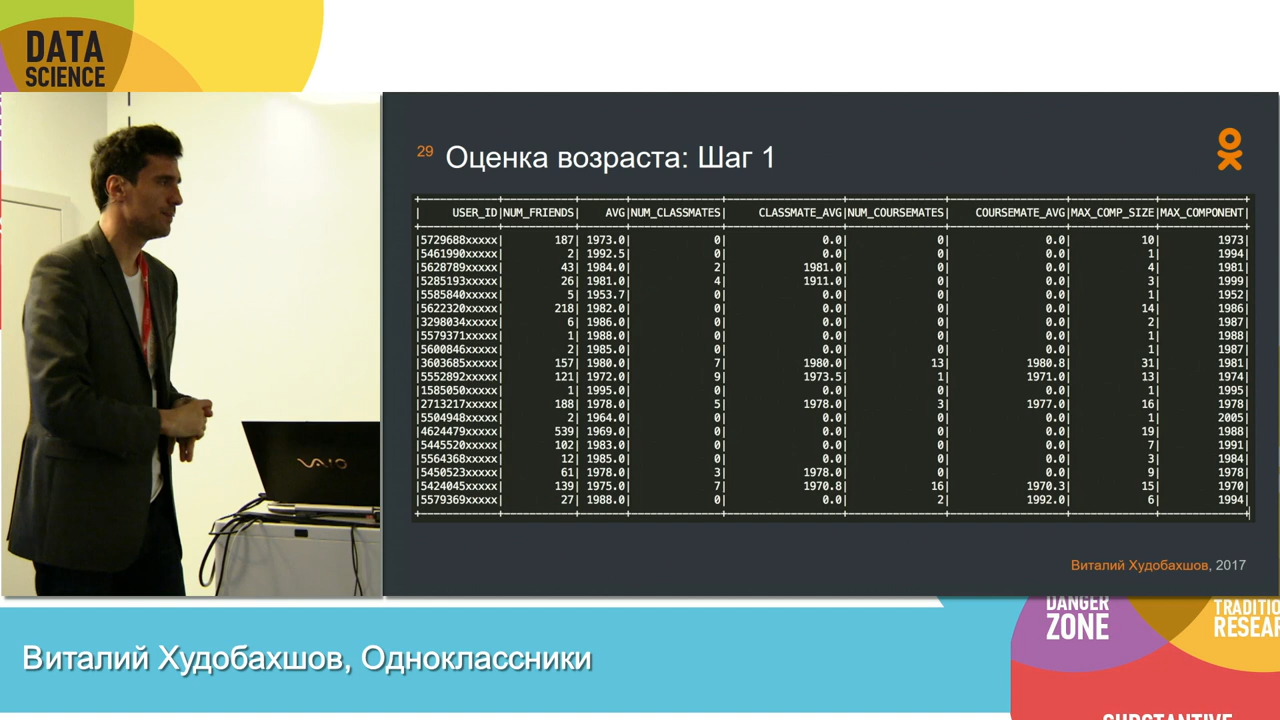 DATA
SCIENCE
29 Оценка возраста: Шаг 1
| USER_ID|NUM_FRIENDS| AVG|NUM_CLASSMATES| CLASSMATE_AVG|NUM_COURSEMATES| COURSEMATE_AVG|MAX_COMP_SIZE|MAX_COMPONENT|
|5729688xxxxx| 187| 1973.0| 0| 0.0| 0| 0.0| 10| 1973|
|5461990xxxxx| 2| 1992.5| 0| 0.0| 0| 0.0| 1| 1994|
|5628789xxxxx| 43| 1984.0| 2| 1981.0| 0| 0.0| 4| 1981|
|5285193xxxxx| 26| 1981.0| 4| 1911.0| 0| 0.0| 3| 1999|
|5585840xxxxx| 5| 1953.7| 0| 0.0| 0| 0.0| 1| 1952|
|5622320xxxxx| 218| 1982.0| 0| 0.0| 0| 0.0| 14| 1986|
|3298034xxxxx| 6| 1986.0| 0| 0.0| 0| 0.0| 2| 1987|
|5579371xxxxx| 1| 1988.0| 0| 0.0| 0| 0.0| 1| 1988|
|5600846xxxxx| 2| 1985.0| 0| 0.0| 0| 0.0| 1| 1987|
|3603685xxxxx| 157| 1980.0| 7| 1980.0| 13| 1980.8| 31| 1981|
|5552892xxxxx| 121| 1972.0| 9| 1973.5| 1| 1971.0| 13| 1974|
|1585050xxxxx| 1| 1995.0| 0| 0.0| 0| 0.0| 1| 1995|
|2713217xxxxx| 188| 1978.0| 5| 1978.0| 3| 1977.0| 16| 1978|
|5504948xxxxx| 2| 1964.0| 0| 0.0| 0| 0.0| 1| 2005|
|4624479xxxxx| 539| 1969.0| 0| 0.0| 0| 0.0| 19| 1988|
|5445520xxxxx| 102| 1983.0| 0| 0.0| 0| 0.0| 7| 1991|
|5564368xxxxx| 12| 1985.0| 0| 0.0| 0| 0.0| 3| 1984|
|5450523xxxxx| 61| 1978.0| 3| 1978.0| 0| 0.0| 9| 1978|
|5424045xxxxx| 139| 1975.0| 7| 1970.8| 16| 1970.3| 15| 1970|
|5579369xxxxx| 27| 1988.0| 0| 0.0| 2| 1992.0| 6| 1994|
VAIO
Виталий Худобахшов, 2017
DANGER
ZONE
TRADITIO
RESEAR
Виталий Худобахшов, Одноклассники
SUBSTANTIVE